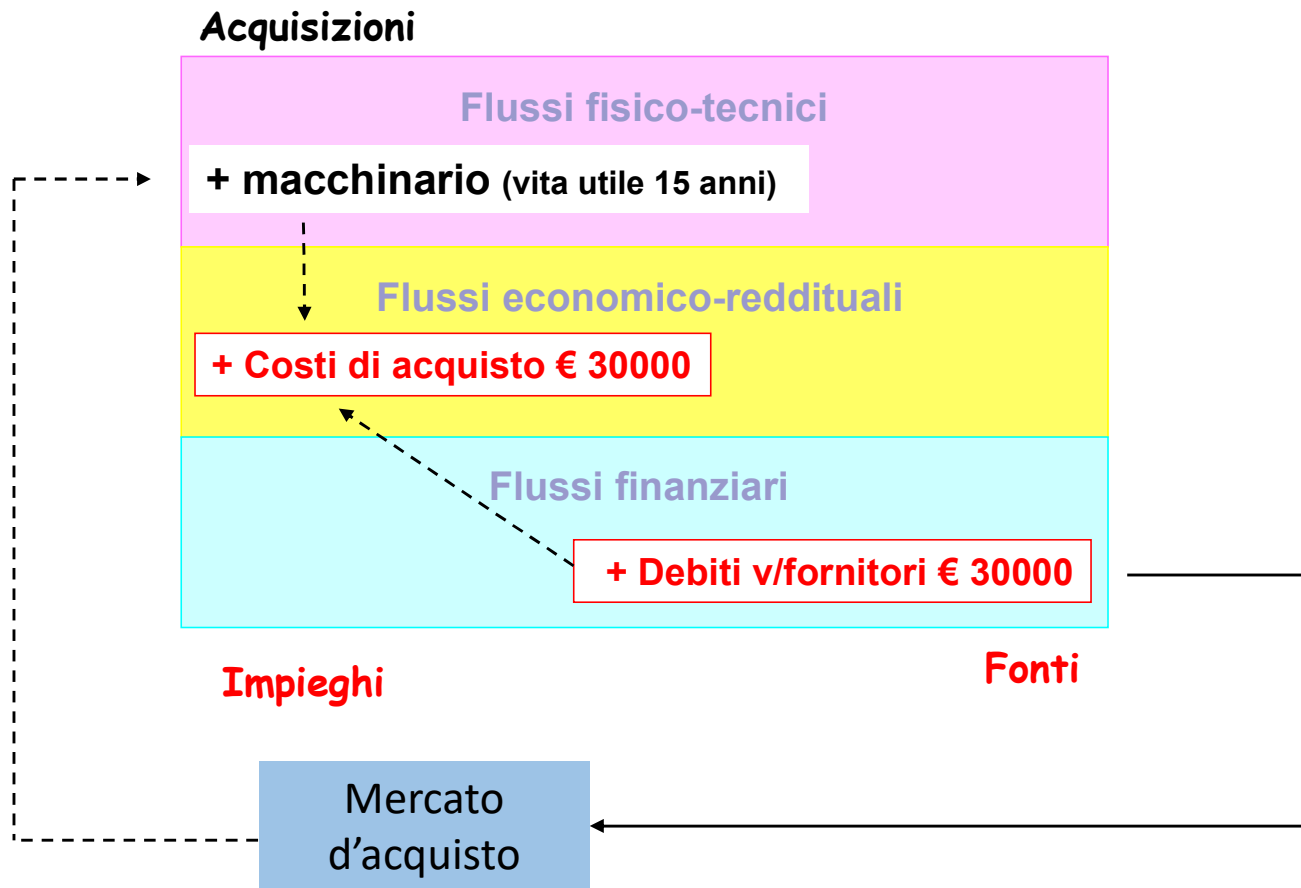 Acquisizioni
Flussi fisico-tecnici
+ macchinario (vita utile 15 anni)
Flussi economico-reddituali
+ Costi di acquisto € 30000
Flussi finanziari
+ Debiti v/fornitori € 30000
Impieghi
Fonti
Mercato
d’acquisto